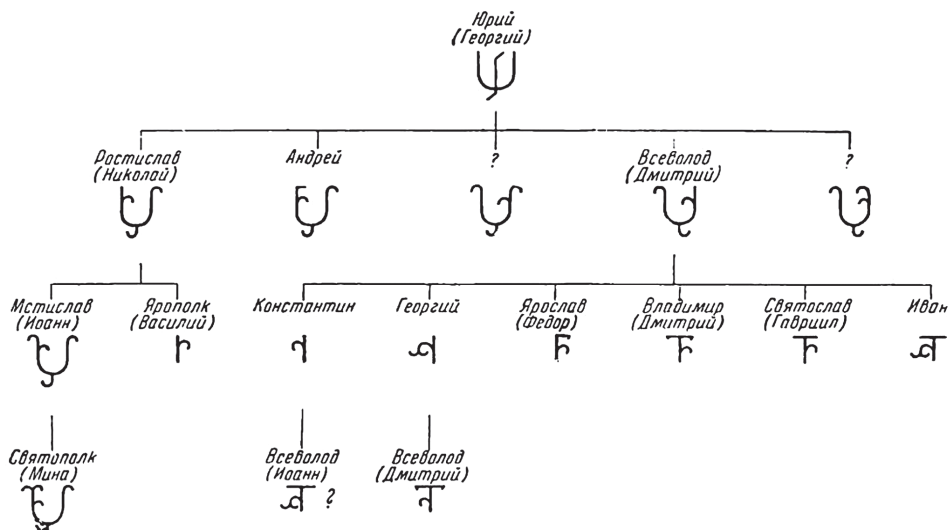 Юрий
(Георгий)
Ростислав
(Николай)
Андрей
?
Всеволод
(Дмитрий)
?
Мстислав
(Иоанн)
Ярополк
(Василий)
Константин
Георгий
Ярослав
(Федор)
Владимир
(Дмитрий)
Святослав
(Гавриил)
Иван
Святополк
(Мина)
Всеволод
(Иоанн)
?
Всеволод
(Дмитрий)